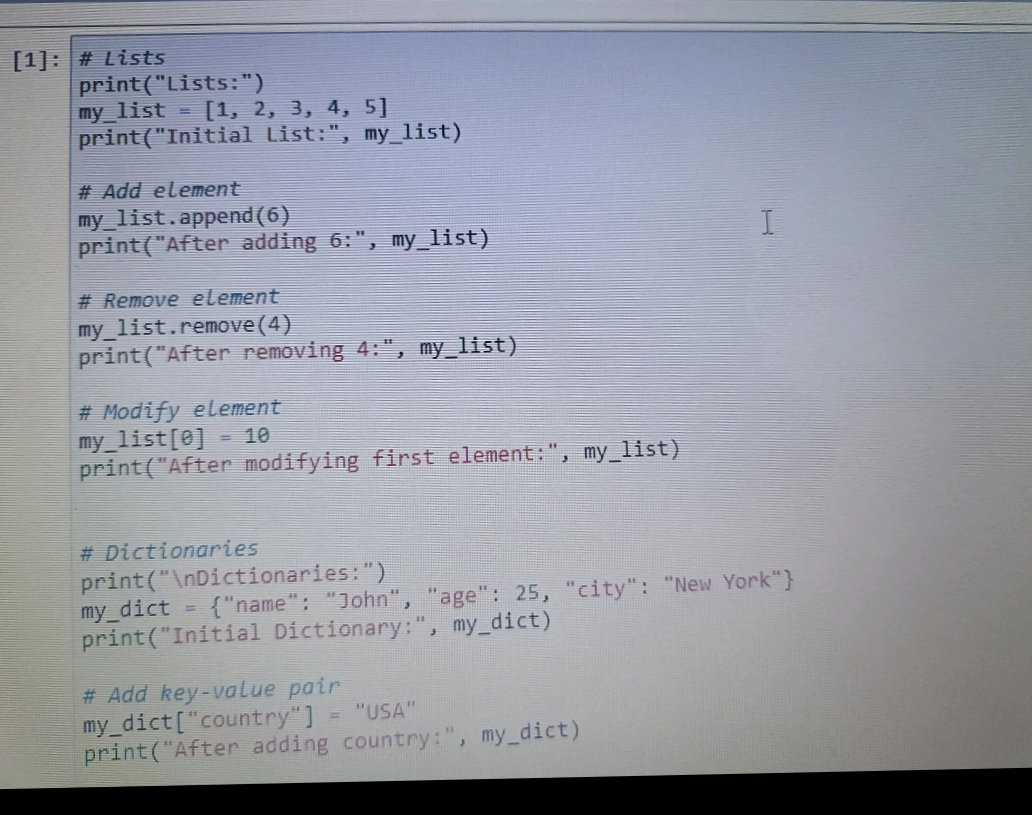 [1]: # Lists
print("Lists:")
my_list = [1, 2, 3, 4, 5]
print("Initial List:", my_list)
# Add element
my_list.append(6)
print("After adding 6:", my_list)
# Remove element
my_list.remove(4)
print("After removing 4:", my_list)
# Modify element
my_list[0] = 10
print("After modifying first element:", my_list)
# Dictionaries
print("\nDictionaries:")
my_dict = {"name": "John", "age": 25, "city": "New York"}
print("Initial Dictionary:", my_dict)
# Add key-value pair
my_dict["country"] = "USA"
print("After adding country:", my_dict)